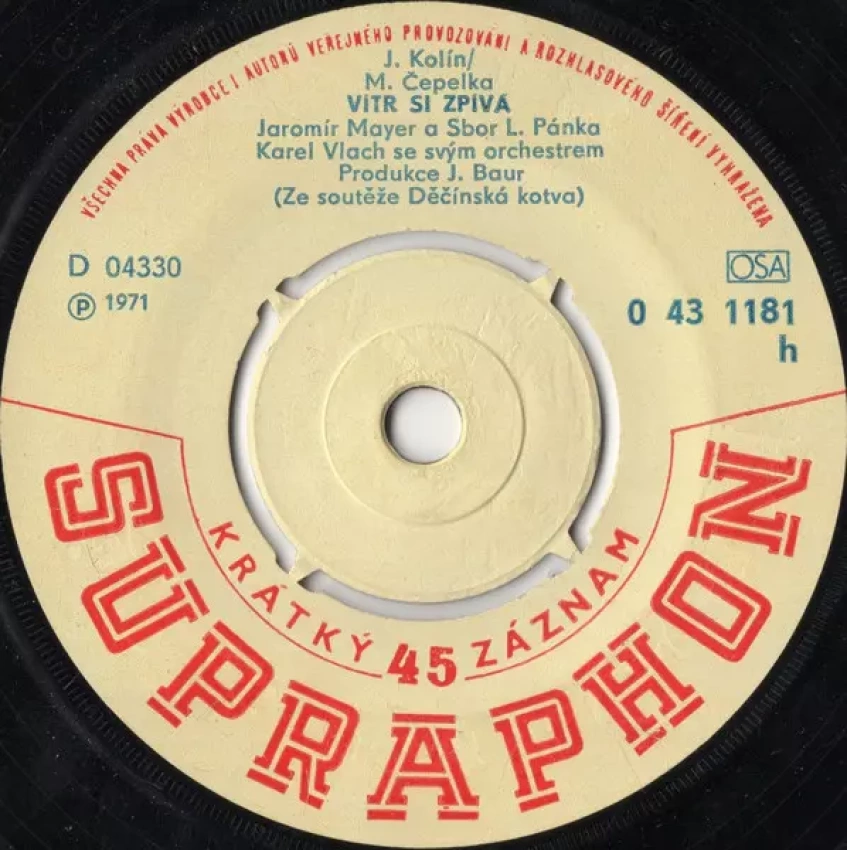 VŠECHNA PRÁVA VÝROBCE I AUTORŮ VEŘEJNÉHO PROVOZOVÁNÍ A ROZHLASOVÉHO ŠÍŘENÍ VYHRAŽENA
J. Kolín/
M. Čepelka
VÍTR SI ZPÍVÁ
Jaromír Mayer a Sbor L. Pánka
Karel Vlach se svým orchestrem
Produkce J. Baur
(Ze soutěže Děčínská kotva)
D 04330
Ⓟ 1971
OSA
0 43 1181
h
KRÁTKÝ 45 ZÁZNAM
SUPRAPHON